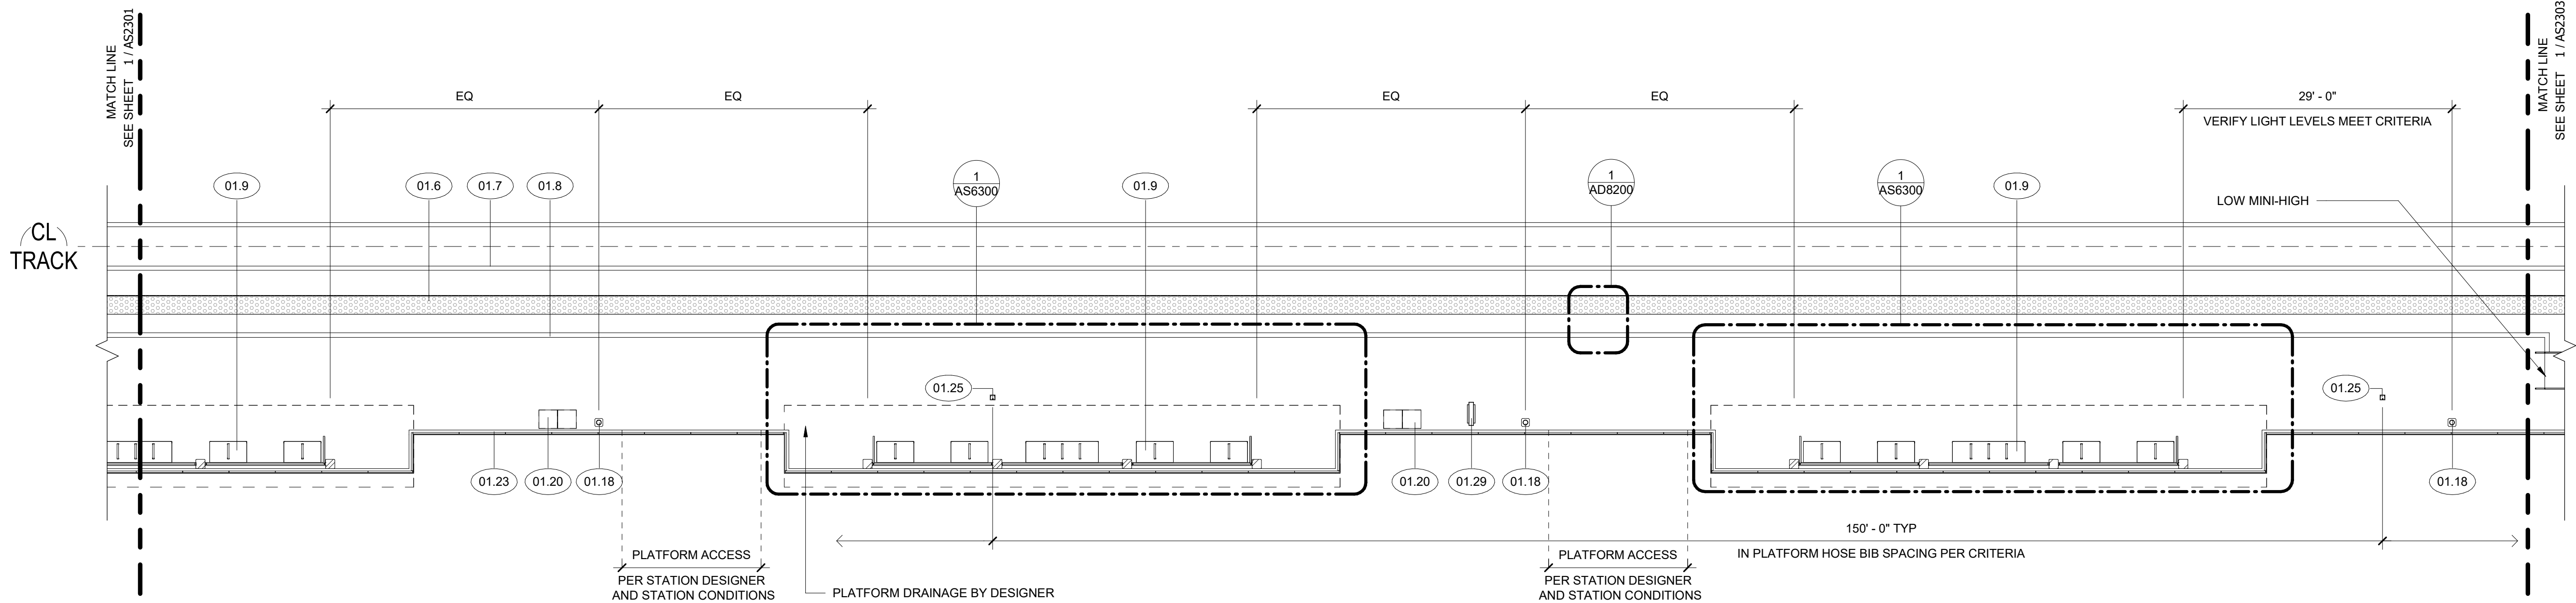 MATCH LINE
SEE SHEET 1 / AS2301
EQ
EQ
EQ
EQ
29' - 0"
VERIFY LIGHT LEVELS MEET CRITERIA
MATCH LINE
SEE SHEET 1 / AS2303
01.9
01.6
01.7
01.8
1
AS6300
01.9
1
AD8200
1
AS6300
01.9
LOW MINI-HIGH
CL
TRACK
01.25
01.25
01.23
01.20
01.18
01.20
01.29
01.18
01.18
150' - 0" TYP
IN PLATFORM HOSE BIB SPACING PER CRITERIA
PLATFORM ACCESS
PER STATION DESIGNER
AND STATION CONDITIONS
PLATFORM DRAINAGE BY DESIGNER
PLATFORM ACCESS
PER STATION DESIGNER
AND STATION CONDITIONS